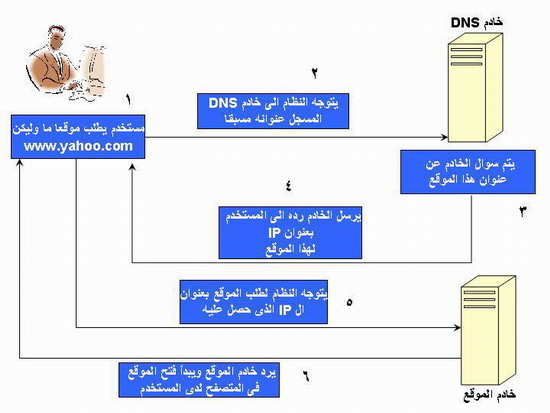 خادم DNS
٢
يتوجه النظام الى خادم DNS
المسجل عنوانه مسبقا
١
مستخدم يطلب موقعا ما وليكن
www.yahoo.com
يتم سوال الخادم عن
عنوان هذا الموقع
٣
٤
يرسل الخادم رده الى المستخدم
بعنوان IP
لهذا الموقع
يتوجه النظام لطلب الموقع بعنوان
ال IP الذى حصل عليه
٥
يرد خادم الموقع ويبدأ فتح الموقع
فى المتصفح لدى المستخدم
٦
خادم الموقع